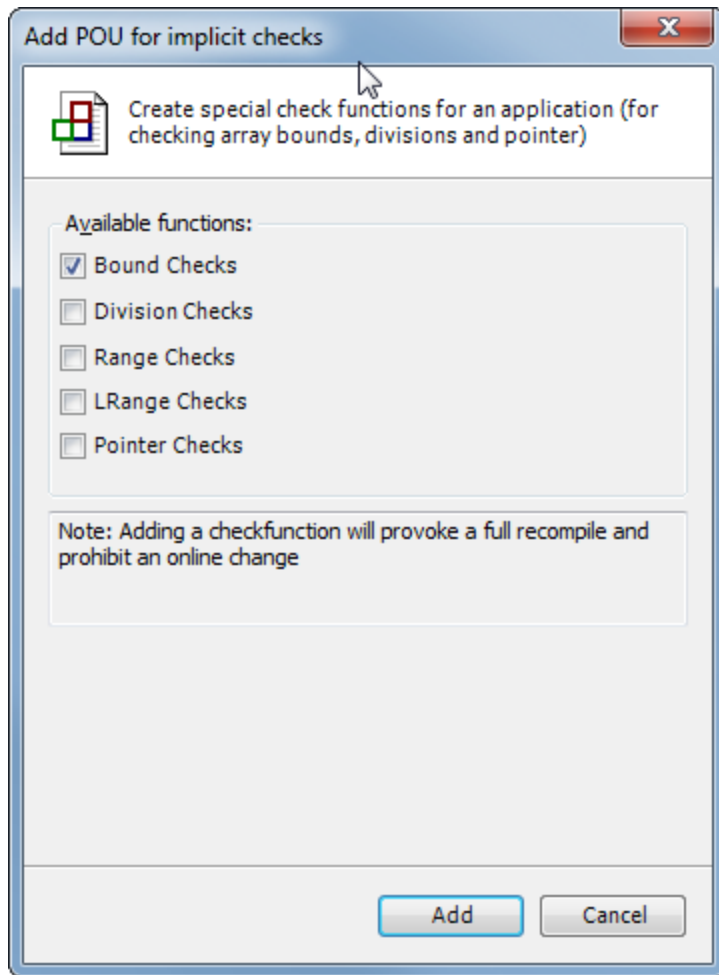 Add POU for implicit checks
Create special check functions for an application (for
checking array bounds, divisions and pointer)
Available functions:
Bound Checks
Division Checks
Range Checks
LRange Checks
Pointer Checks
Note: Adding a checkfunction will provoke a full recompile and
prohibit an online change
Add
Cancel